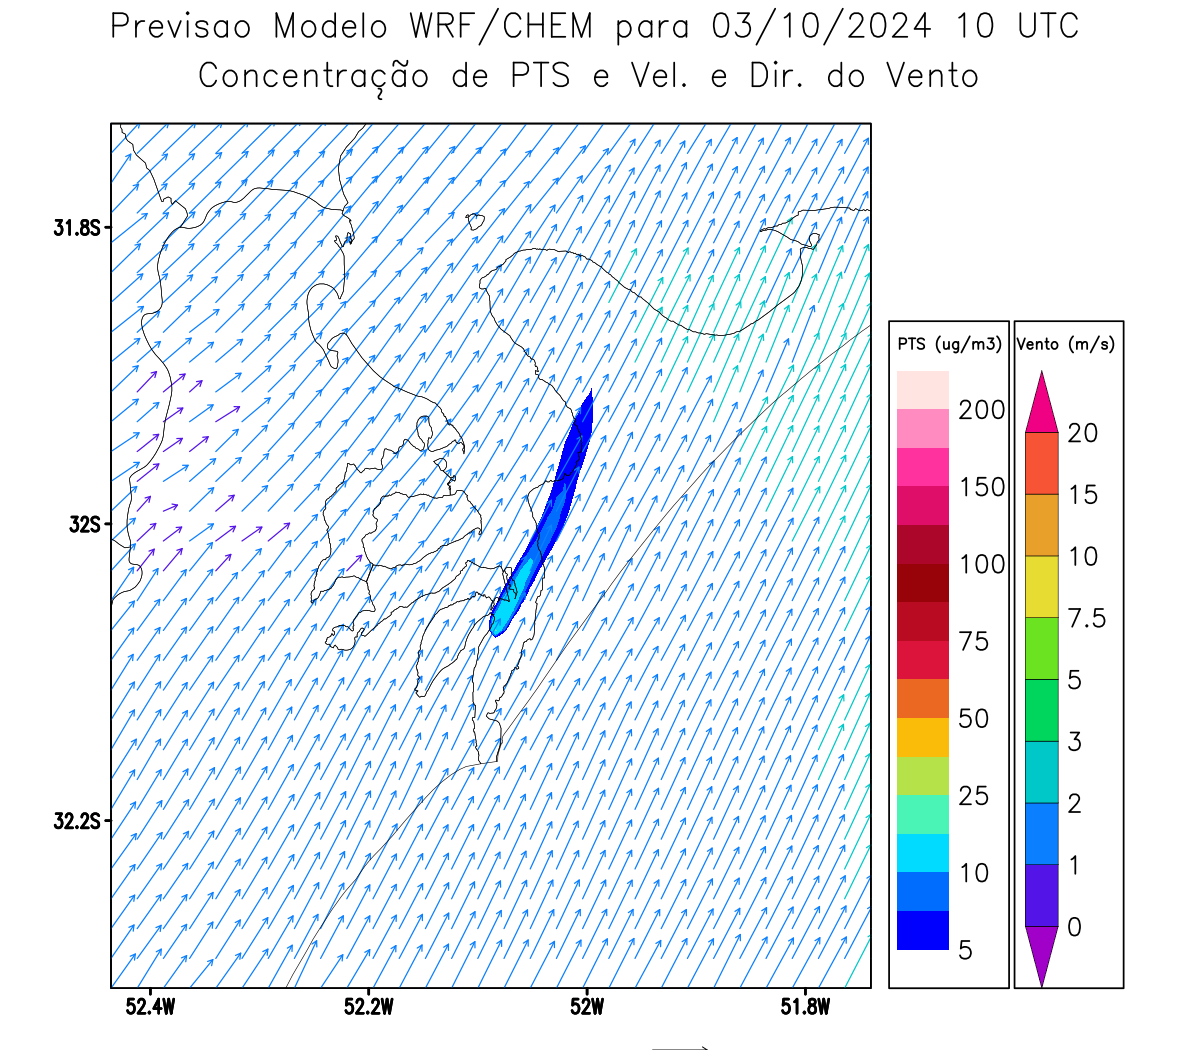 Previsao Modelo WRF/CHEM para 03/10/2024 10 UTC
Concentração de PTS e Vel. e Dir. do Vento
31.8S
32S
32.2S
52.4W
52.2W
52W
51.8W
PTS (ug/m3)
200
150
100
75
50
25
10
5
Vento (m/s)
20
15
10
7.5
5
3
2
1
0